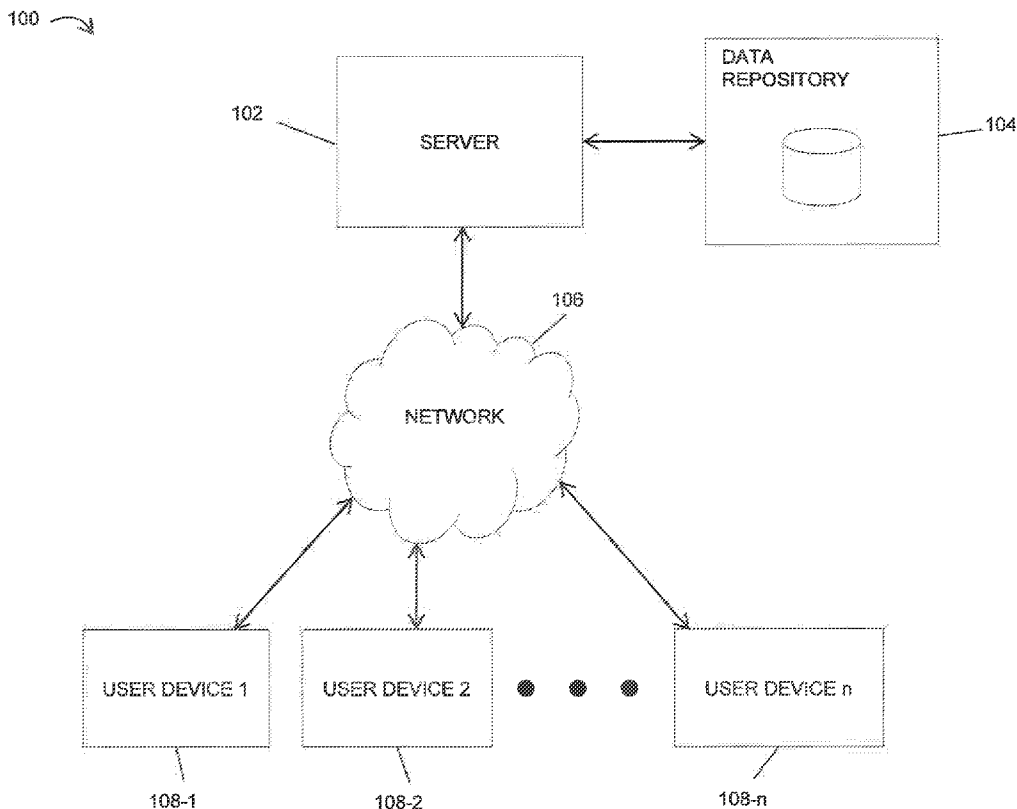 100
DATA
REPOSITORY
102
SERVER
104
106
NETWORK
USER DEVICE 1
USER DEVICE 2
USER DEVICE n
108-1
108-2
108-n